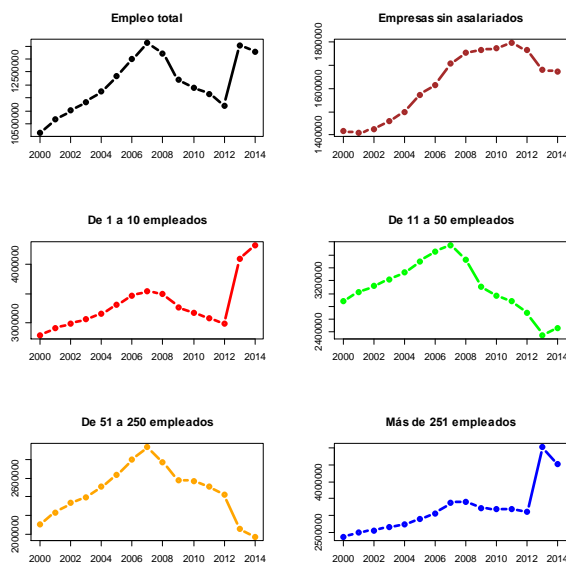 Empleo total
10500000 12500000
2000 2002 2004 2006 2008 2010 2012 2014
Empresas sin asalariados
1400000 1600000 1800000
2000 2002 2004 2006 2008 2010 2012 2014
De 1 a 10 empleados
3000000 4000000
2000 2002 2004 2006 2008 2010 2012 2014
De 11 a 50 empleados
2400000 3200000
2000 2002 2004 2006 2008 2010 2012 2014
De 51 a 250 empleados
2000000 2600000
2000 2002 2004 2006 2008 2010 2012 2014
Más de 251 empleados
2500000 4000000
2000 2002 2004 2006 2008 2010 2012 2014